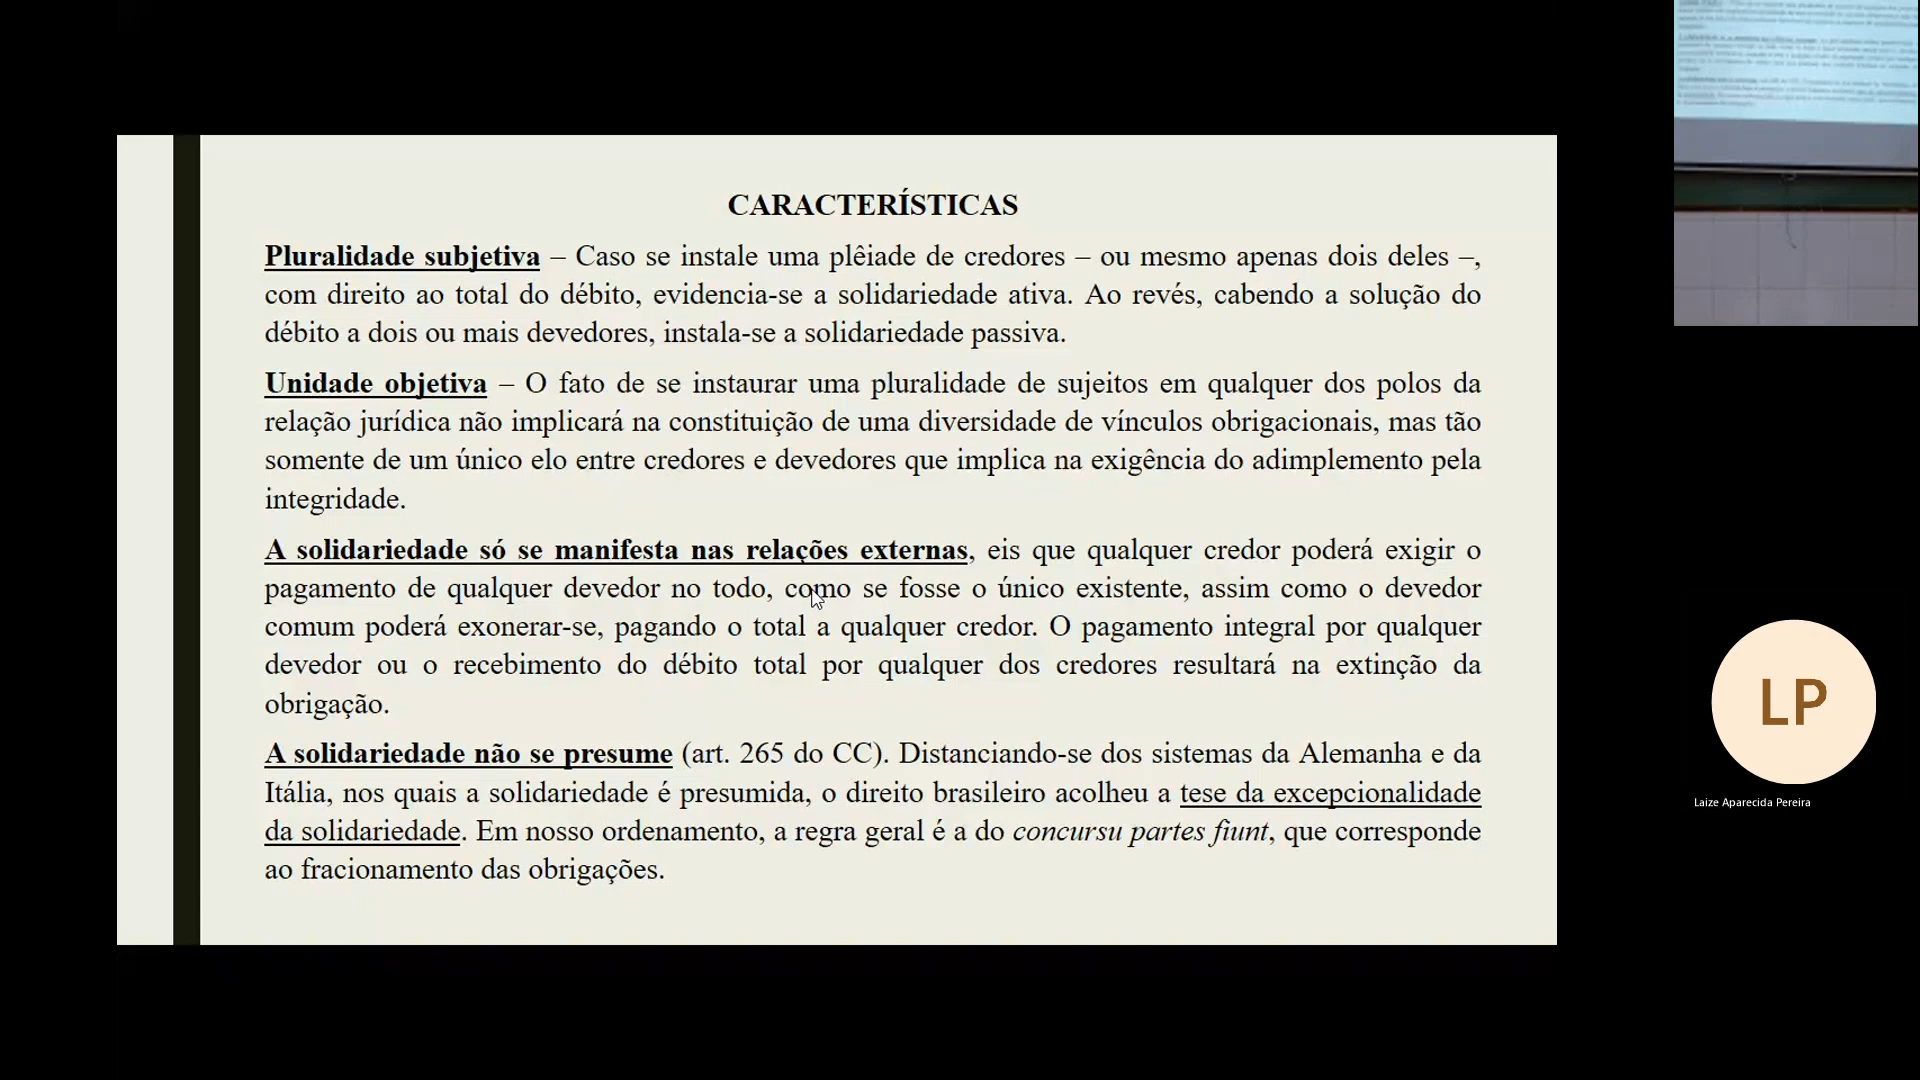 CARACTERÍSTICAS
Pluralidade subjetiva – Caso se instale uma plêiade de credores – ou mesmo apenas dois deles –,
com direito ao total do débito, evidencia-se a solidariedade ativa. Ao revés, cabendo a solução do
débito a dois ou mais devedores, instala-se a solidariedade passiva.
Unidade objetiva – O fato de se instaurar uma pluralidade de sujeitos em qualquer dos polos da
relação jurídica não implicará na constituição de uma diversidade de vínculos obrigacionais, mas tão
somente de um único elo entre credores e devedores que implica na exigência do adimplemento pela
integridade.
A solidariedade só se manifesta nas relações externas, eis que qualquer credor poderá exigir o
pagamento de qualquer devedor no todo, como se fosse o único existente, assim como o devedor
comum poderá exonerar-se, pagando o total a qualquer credor. O pagamento integral por qualquer
devedor ou o recebimento do débito total por qualquer dos credores resultará na extinção da
obrigação.
A solidariedade não se presume (art. 265 do CC). Distanciando-se dos sistemas da Alemanha e da
Itália, nos quais a solidariedade é presumida, o direito brasileiro acolheu a tese da excepcionalidade
da solidariedade. Em nosso ordenamento, a regra geral é a do concursu partes fiunt, que corresponde
ao fracionamento das obrigações.
LP
Laize Aparecida Pereira